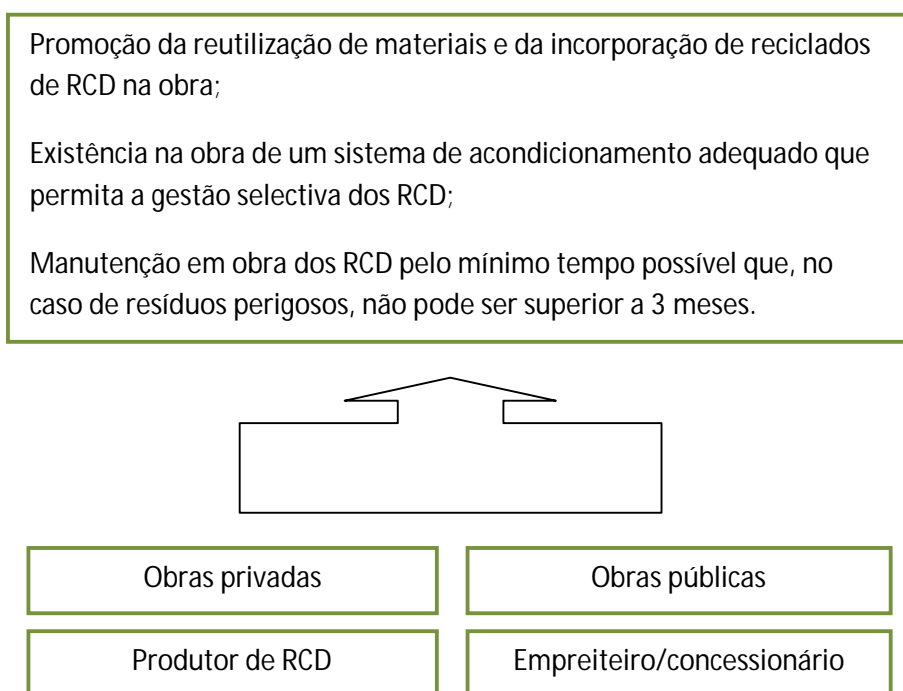 Promoção da reutilização de materiais e da incorporação de reciclados
de RCD na obra;
Existência na obra de um sistema de acondicionamento adequado que
permita a gestão selectiva dos RCD;
Manutenção em obra dos RCD pelo mínimo tempo possível que, no
caso de resíduos perigosos, não pode ser superior a 3 meses.
Obras privadas
Obras públicas
Produtor de RCD
Empreiteiro/concessionário